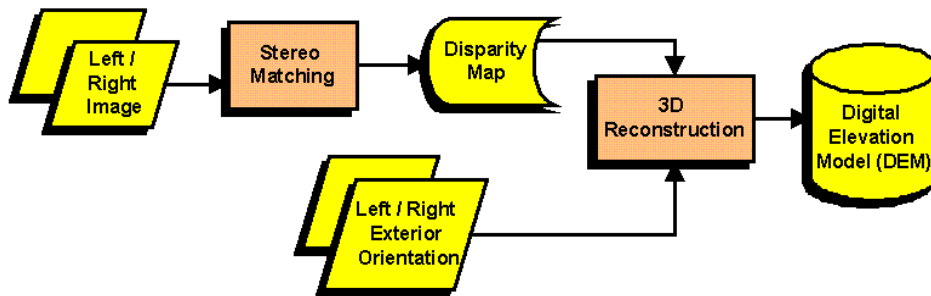 Left /
Right
Image
Stereo
Matching
Disparity
Map
3D
Reconstruction
Digital
Elevation
Model (DEM)
Left / Right
Exterior
Orientation